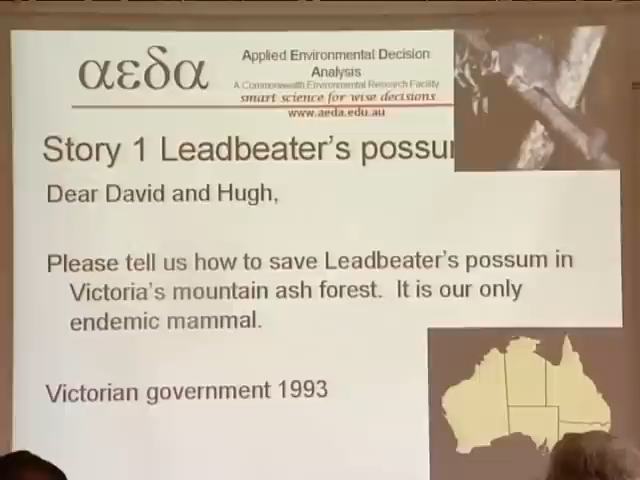 αεδα
Applied Environmental Decision
Analysis
A Commonwealth Environmental Research Facility
smart science for wise decisions
www.aeda.edu.au
Story 1 Leadbeater's possu
Dear David and Hugh,
Please tell us how to save Leadbeater's possum in
Victoria's mountain ash forest. It is our only
endemic mammal.
Victorian government 1993